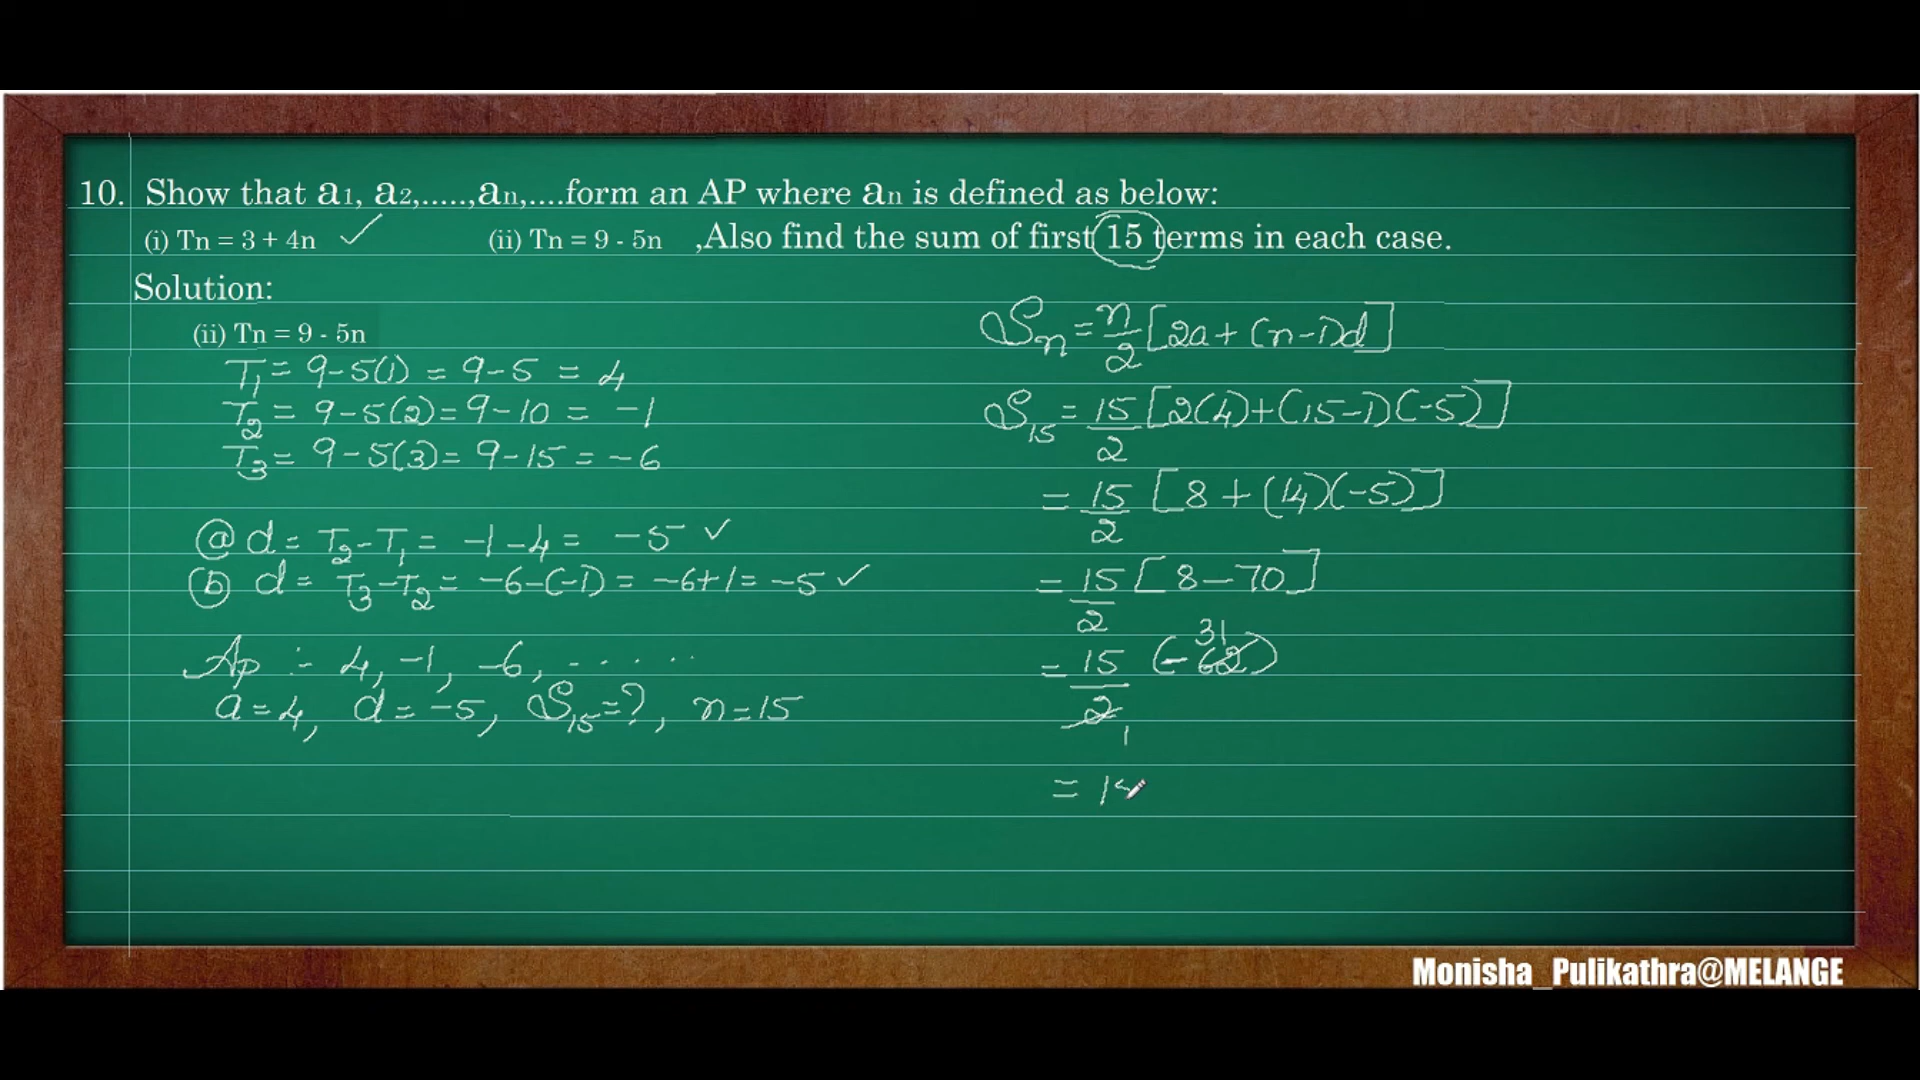 10. Show that a1, a2,.....,an,....form an AP where an is defined as below:
(i) Tn = 3 + 4n ✓ (ii) Tn = 9 - 5n ,Also find the sum of first 15 terms in each case.
Solution:
(ii) Tn = 9 - 5n
T1 = 9-5(1) = 9-5 = 4
T2 = 9-5(2) = 9-10 = -1
T3 = 9-5(3) = 9-15 = -6
(a) d = T2-T1 = -1-4 = -5 ✓
(b) d = T3-T2 = -6-(-1) = -6+1 = -5 ✓
Ap :- 4, -1, -6, ......
a=4, d=-5, S15=?, n=15
Sn = n/2 [2a+(n-1)d]
S15 = 15/2 [2(4)+(15-1)(-5)]
= 15/2 [8+(14)(-5)]
= 15/2 [8-70]
31
= 15/2 (-62)
1
= 1
Monisha_Pulikathra@MELANGE